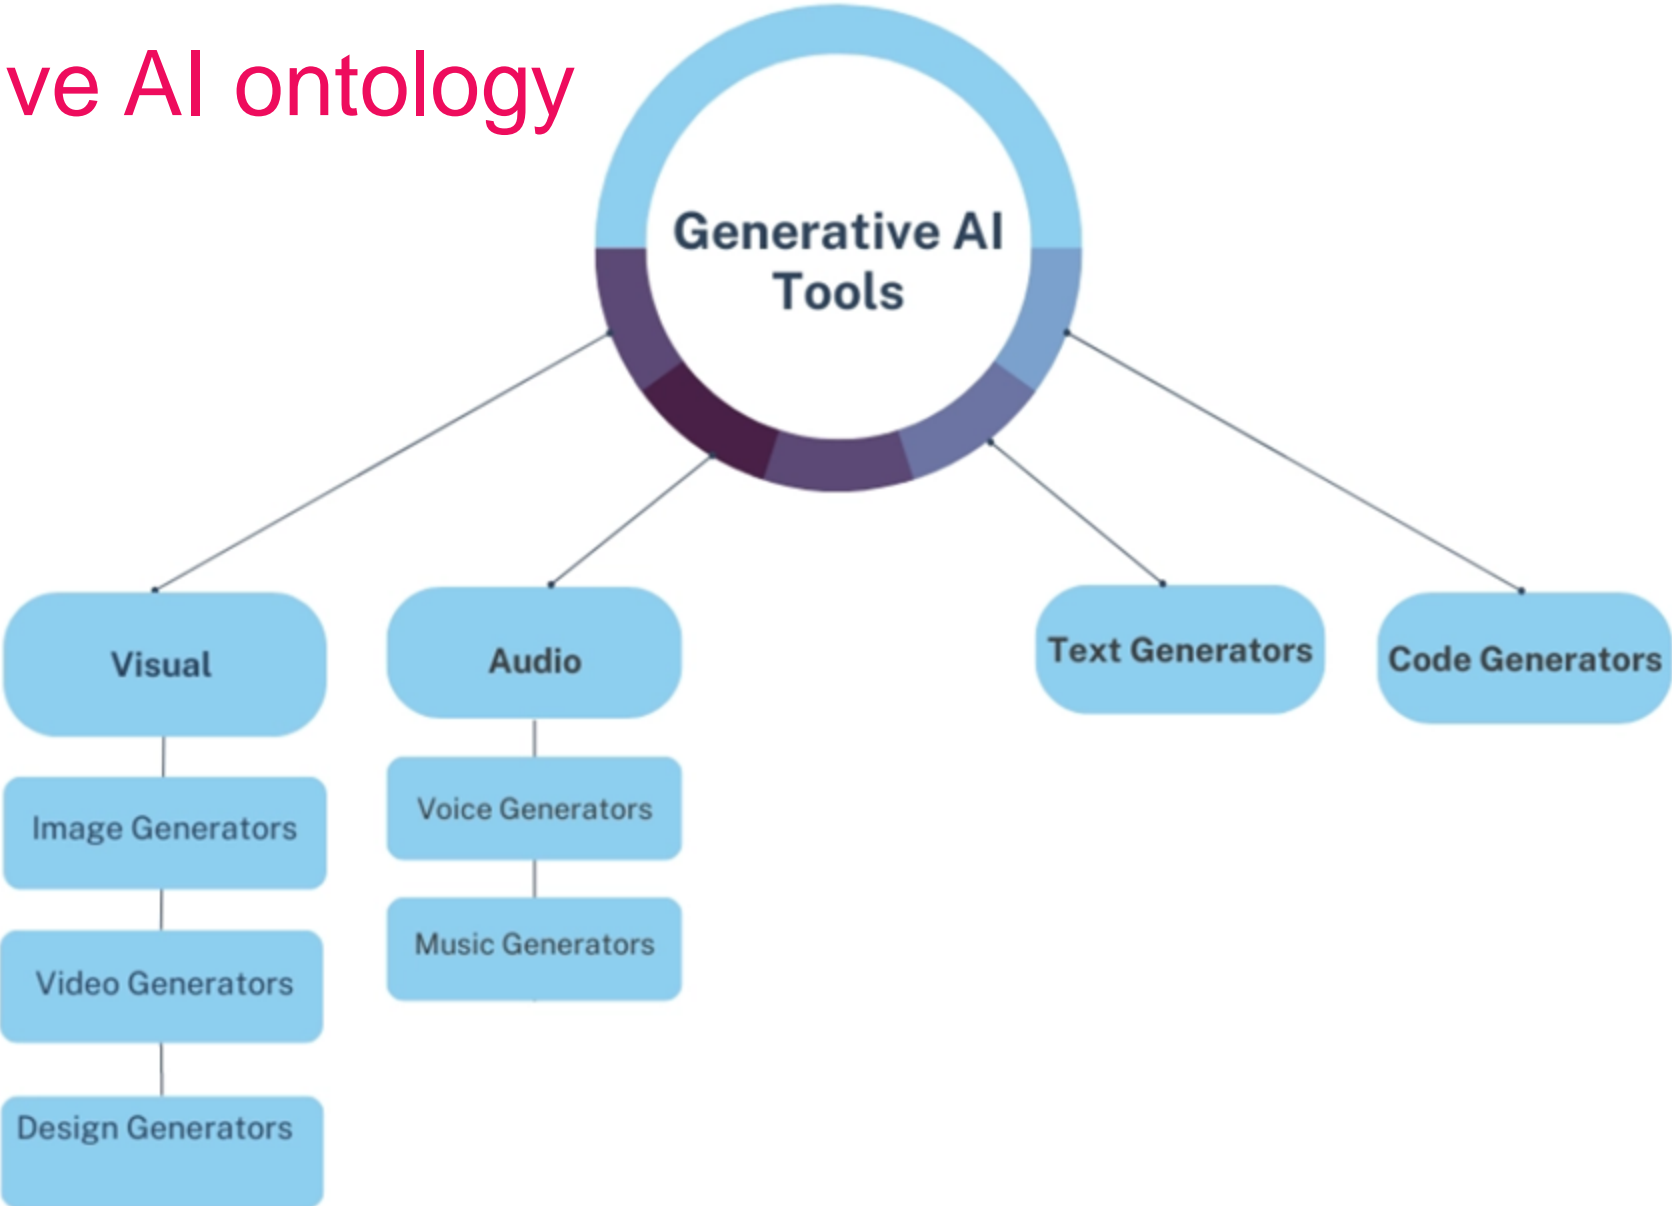 ve AI ontology
Generative AI
Tools
Visual
Image Generators
Video Generators
Design Generators
Audio
Voice Generators
Music Generators
Text Generators
Code Generators